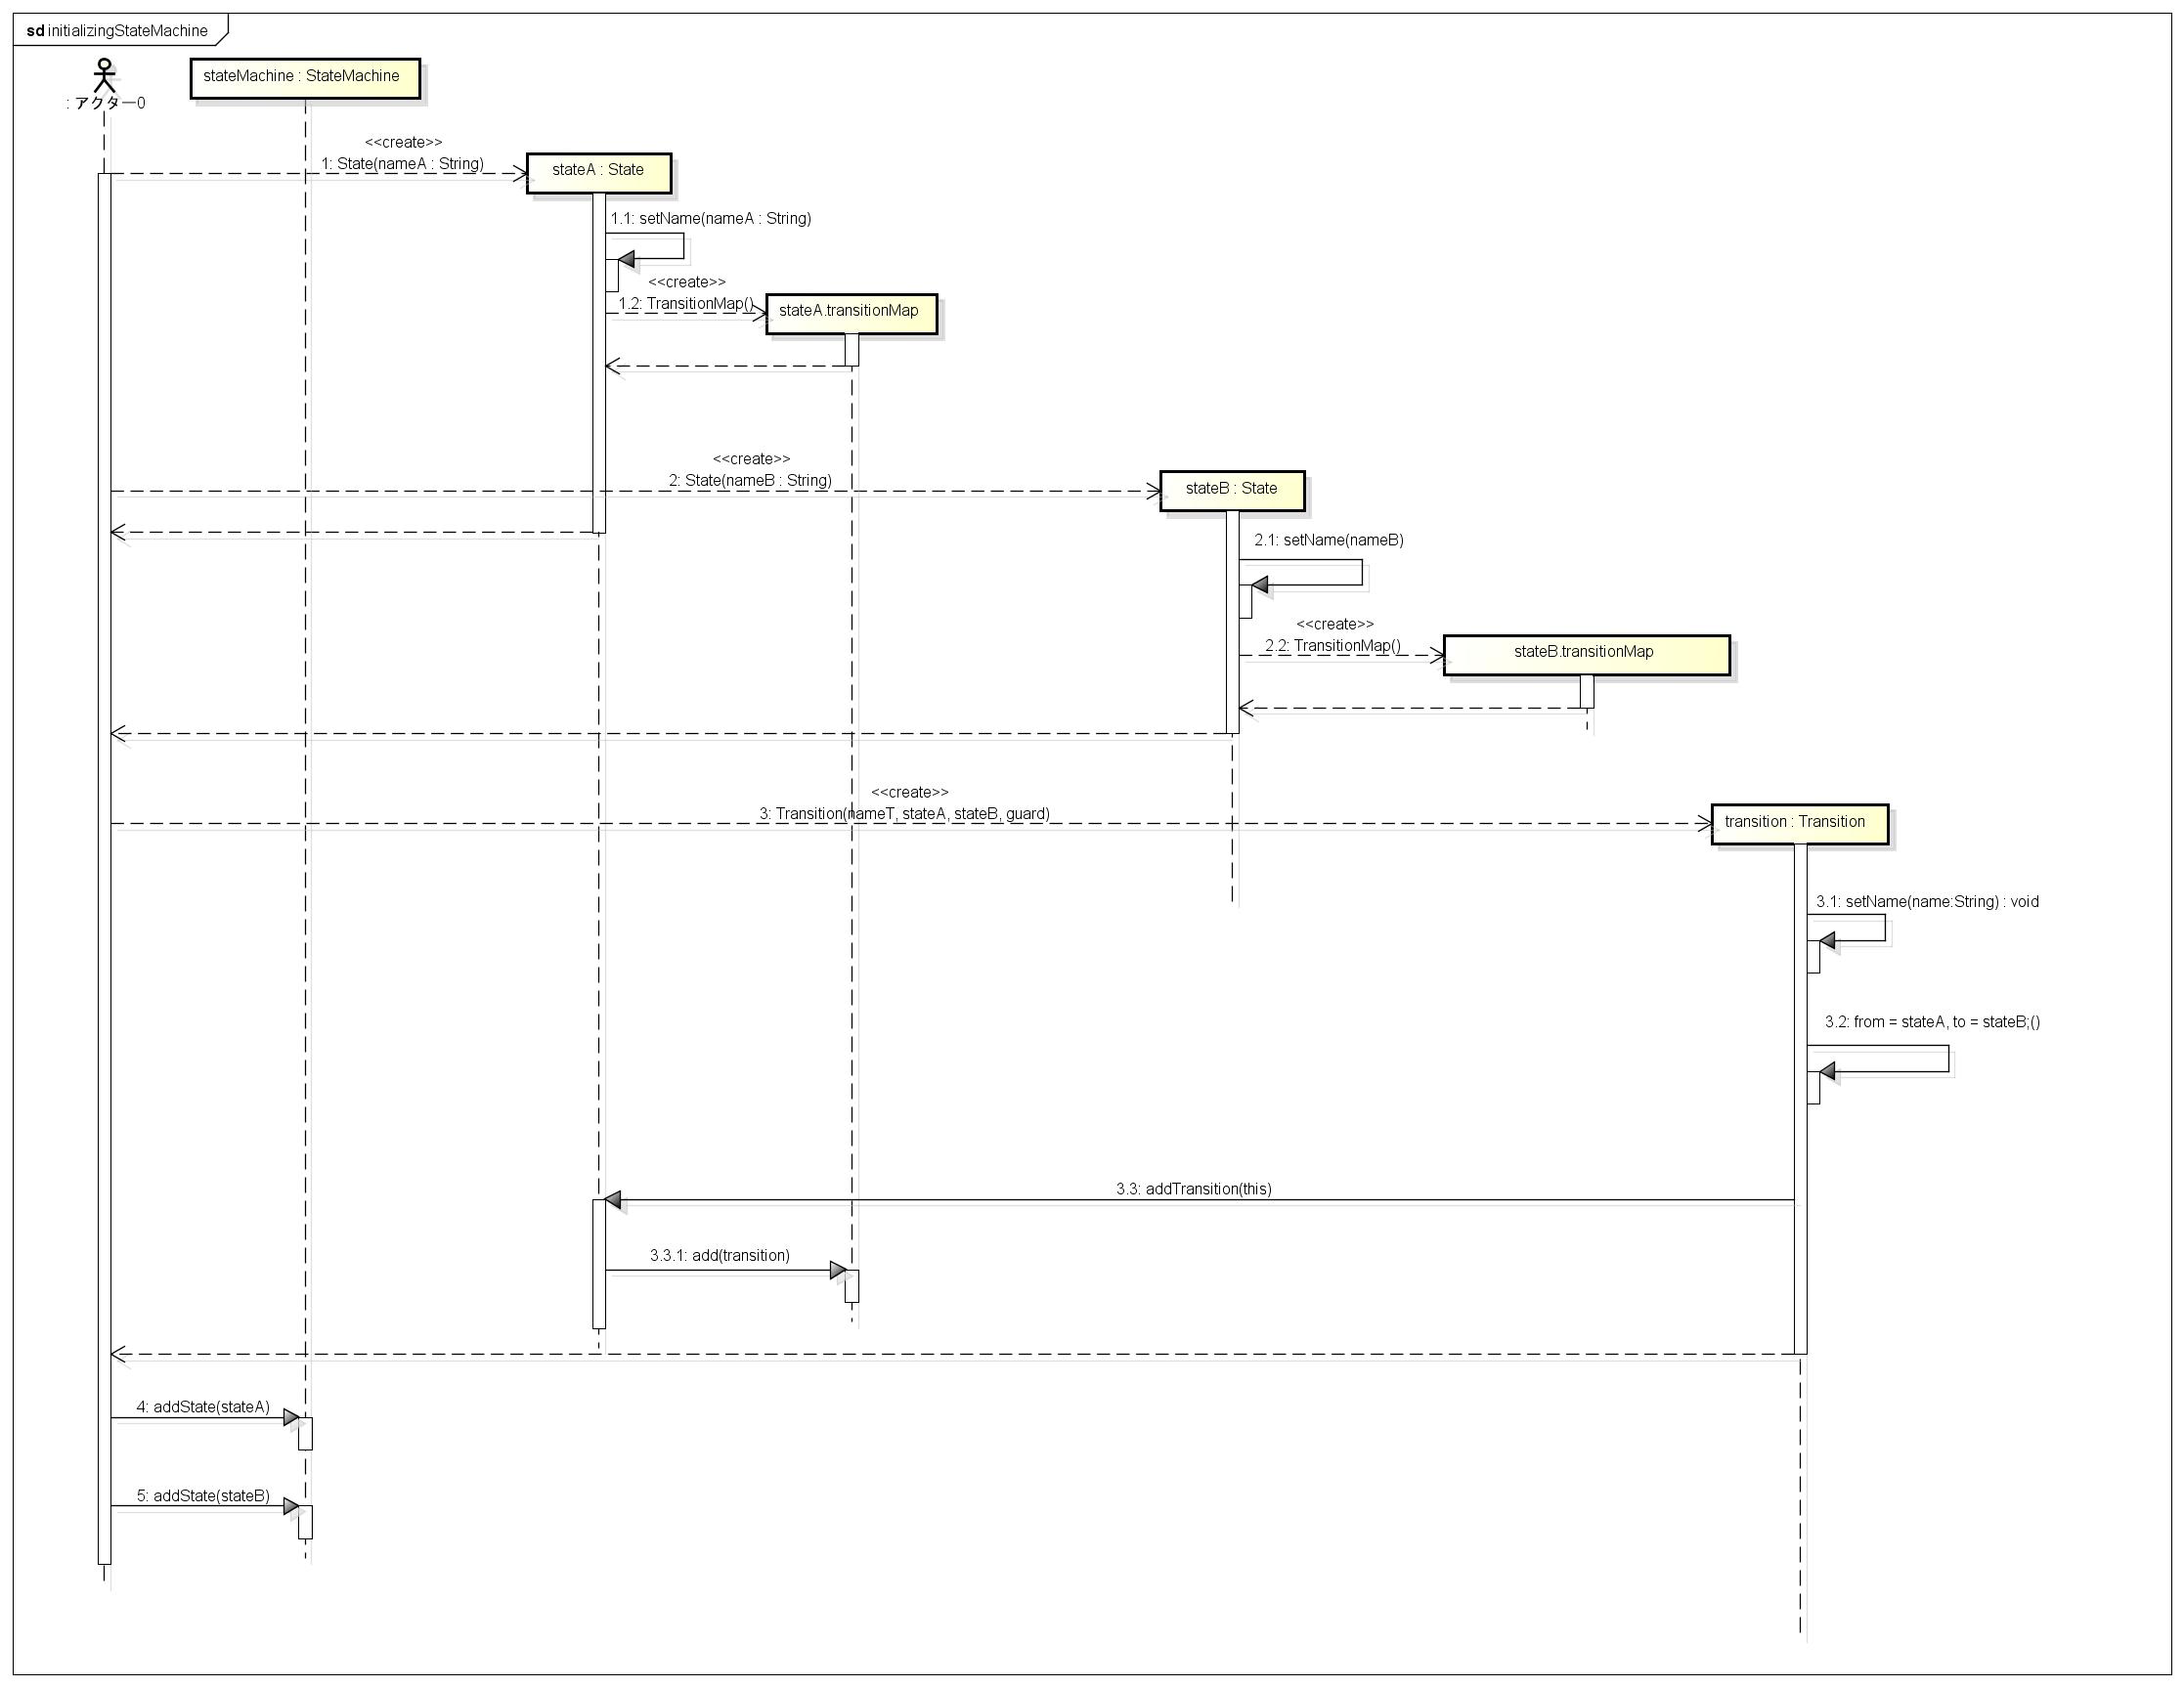 sd initializingStateMachine
stateMachine : StateMachine
: アクター0
<<create>>
1: State(nameA : String)
stateA : State
1.1: setName(nameA : String)
<<create>>
1.2: TransitionMap()
stateA.transitionMap
<<create>>
2: State(nameB : String)
stateB : State
2.1: setName(nameB)
<<create>>
2.2: TransitionMap()
stateB.transitionMap
<<create>>
3: Transition(nameT, stateA, stateB, guard)
transition : Transition
3.1: setName(name:String) : void
3.2: from = stateA, to = stateB;()
3.3: addTransition(this)
3.3.1: add(transition)
4: addState(stateA)
5: addState(stateB)